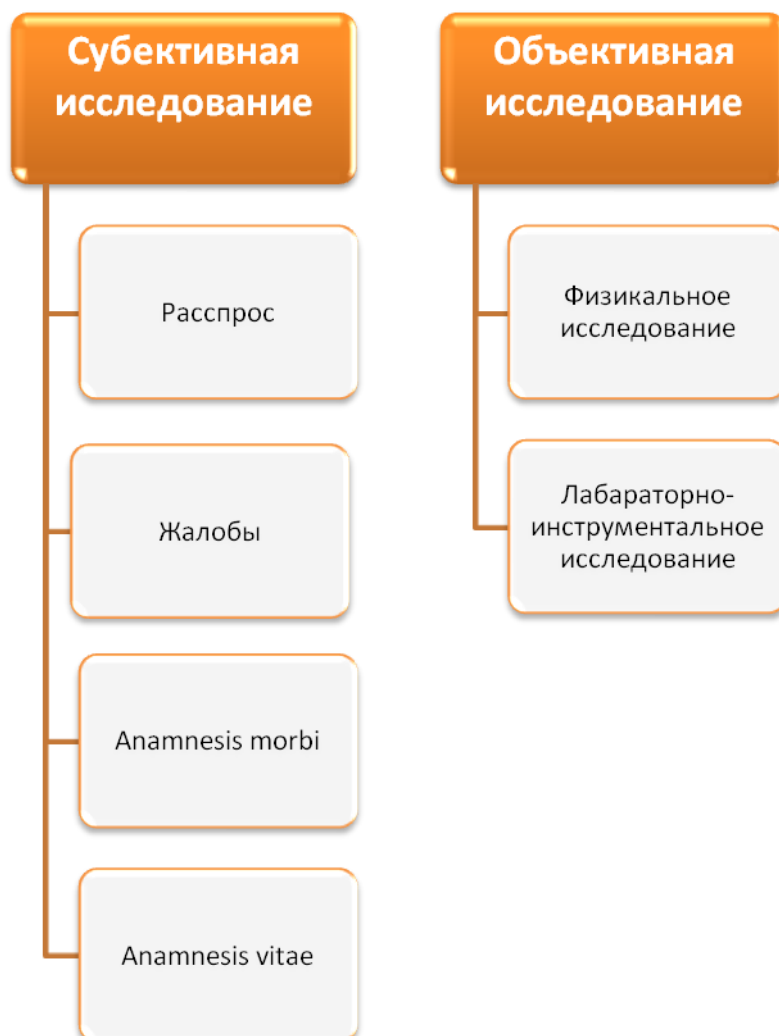 Субективная
исследование
Расспрос
Жалобы
Anamnesis morbi
Anamnesis vitae
Объективная
исследование
Физикальное
исследование
Лабараторно-
инструментальное
исследование